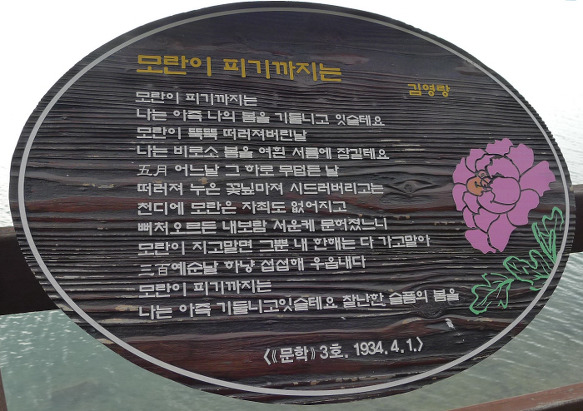 모란이 피기까지는
김영랑
모란이 피기까지는
나는 아즉 나의 봄을 기둘니고 잇슬테요
모란이 뚝뚝 떠러져버린날
나는 비로소 봄을 여흰 서름에 잠길테요
五月 어느날 그 하로 무덥든 날
떠러져 누은 꽃닢마져 시드러버리고는
천디에 모란은 자최도 없어지고
뻐처오르든 내보람 서운케 문허졌느니
모란이 지고말면 그뿐 내 한해는 다 가고말아
三百예순날 하냥 섭섭해 우옵내다
모란이 피기까지는
나는 아즉 기둘니고잇슬테요 찰난한 슬픔의 봄을
<《문학》3호. 1934. 4. 1.>